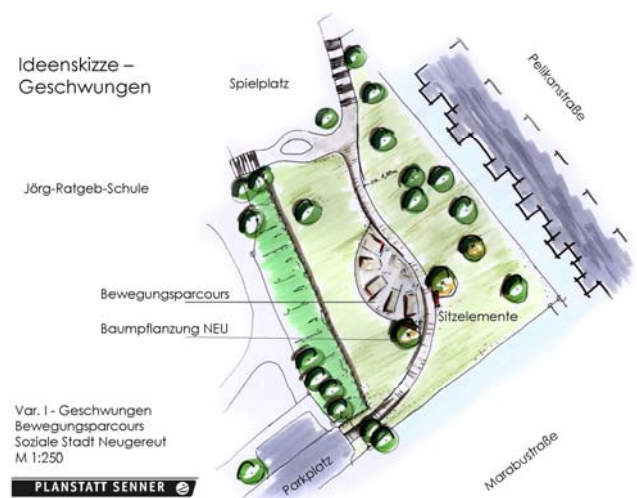 Ideenskizze –
Geschwungen
Spielplatz
Pelikanstraße
Jörg-Ratgeb-Schule
Bewegungsparcours
Sitzelemente
Baumpflanzung NEU
Var. I - Geschwungen
Bewegungsparcours
Soziale Stadt Neugereut
M 1:250
Parkplatz
Marabustraße
PLANSTATT SENNER